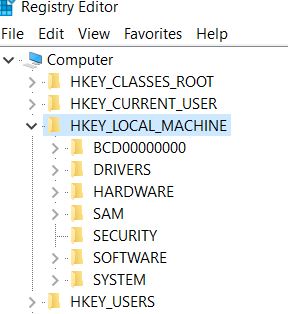 Registry Editor
File Edit View Favorites Help
Computer
HKEY_CLASSES_ROOT
HKEY_CURRENT_USER
HKEY_LOCAL_MACHINE
BCD00000000
DRIVERS
HARDWARE
SAM
SECURITY
SOFTWARE
SYSTEM
HKEY_USERS